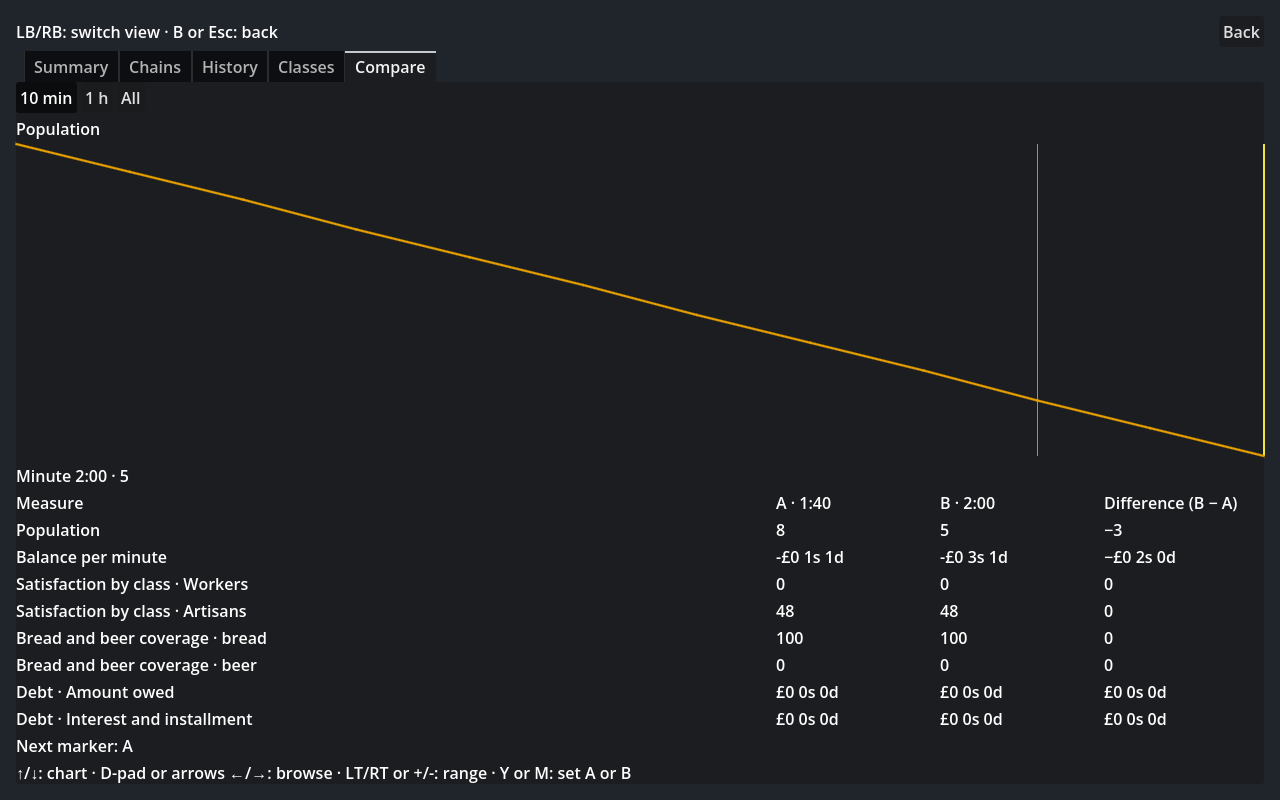 LB/RB: switch view · B or Esc: back Back
Summary Chains History Classes Compare
10 min 1 h All
Population
Minute 2:00 · 5
Measure A · 1:40 B · 2:00 Difference (B − A)
Population 8 5 −3
Balance per minute -£0 1s 1d -£0 3s 1d −£0 2s 0d
Satisfaction by class · Workers 0 0 0
Satisfaction by class · Artisans 48 48 0
Bread and beer coverage · bread 100 100 0
Bread and beer coverage · beer 0 0 0
Debt · Amount owed £0 0s 0d £0 0s 0d £0 0s 0d
Debt · Interest and installment £0 0s 0d £0 0s 0d £0 0s 0d
Next marker: A
↑/↓: chart · D-pad or arrows ←/→: browse · LT/RT or +/-: range · Y or M: set A or B